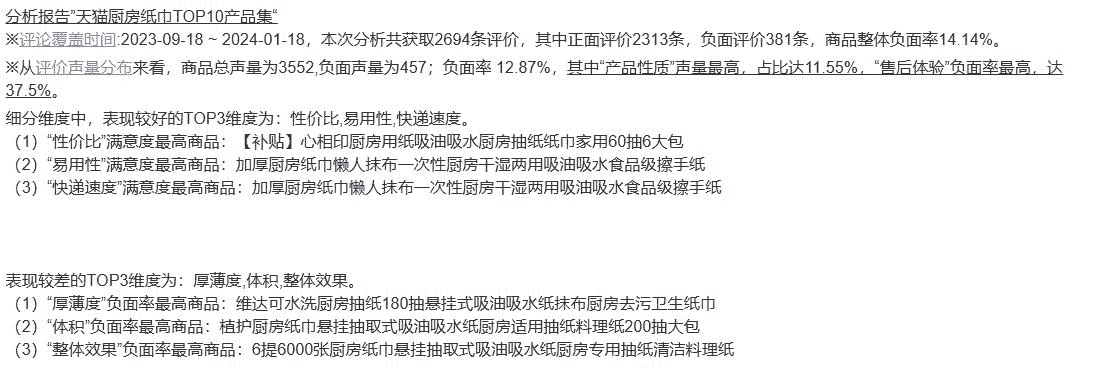 分析报告”天猫厨房纸巾TOP10产品集“
※评论覆盖时间:2023-09-18 ~ 2024-01-18，本次分析共获取2694条评价，其中正面评价2313条，负面评价381条，商品整体负面率14.14%。
※从评价声量分布来看，商品总声量为3552,负面声量为457；负面率 12.87%，其中“产品性质”声量最高，占比达11.55%，“售后体验”负面率最高，达
37.5%。
细分维度中，表现较好的TOP3维度为：性价比,易用性,快递速度。
（1）“性价比”满意度最高商品：【补贴】心相印厨房用纸吸油吸水厨房抽纸纸巾家用60抽6大包
（2）“易用性”满意度最高商品：加厚厨房纸巾懒人抹布一次性厨房干湿两用吸油吸水食品级擦手纸
（3）“快递速度”满意度最高商品：加厚厨房纸巾懒人抹布一次性厨房干湿两用吸油吸水食品级擦手纸
表现较差的TOP3维度为：厚薄度,体积,整体效果。
（1）“厚薄度”负面率最高商品：维达可水洗厨房抽纸180抽悬挂式吸油吸水纸抹布厨房去污卫生纸巾
（2）“体积”负面率最高商品：植护厨房纸巾悬挂抽取式吸油吸水纸厨房适用抽纸料理纸200抽大包
（3）“整体效果”负面率最高商品：6提6000张厨房纸巾悬挂抽取式吸油吸水纸厨房专用抽纸清洁料理纸